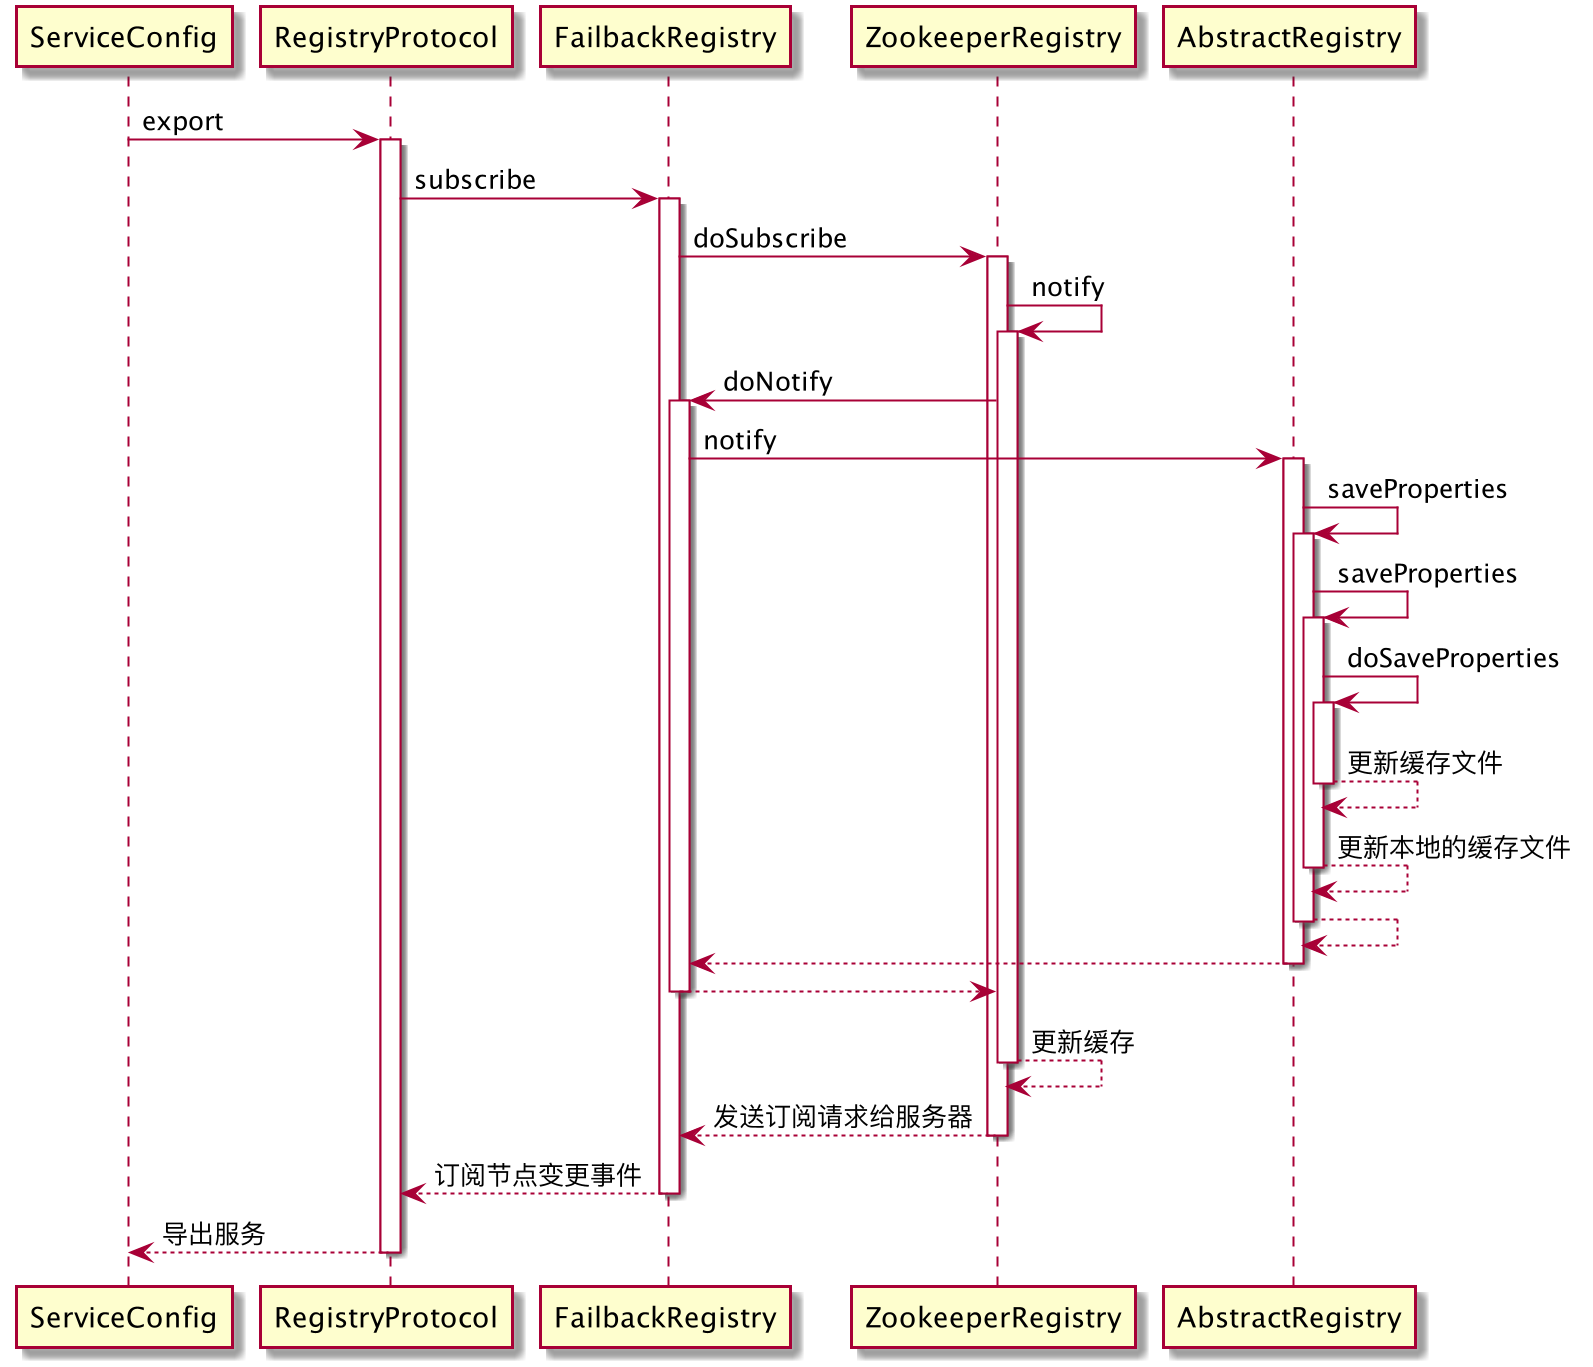 ServiceConfig
RegistryProtocol
FailbackRegistry
ZookeeperRegistry
AbstractRegistry
export
subscribe
doSubscribe
notify
doNotify
notify
saveProperties
saveProperties
doSaveProperties
更新缓存文件
更新本地的缓存文件
更新缓存
发送订阅请求给服务器
订阅节点变更事件
导出服务
ServiceConfig
RegistryProtocol
FailbackRegistry
ZookeeperRegistry
AbstractRegistry